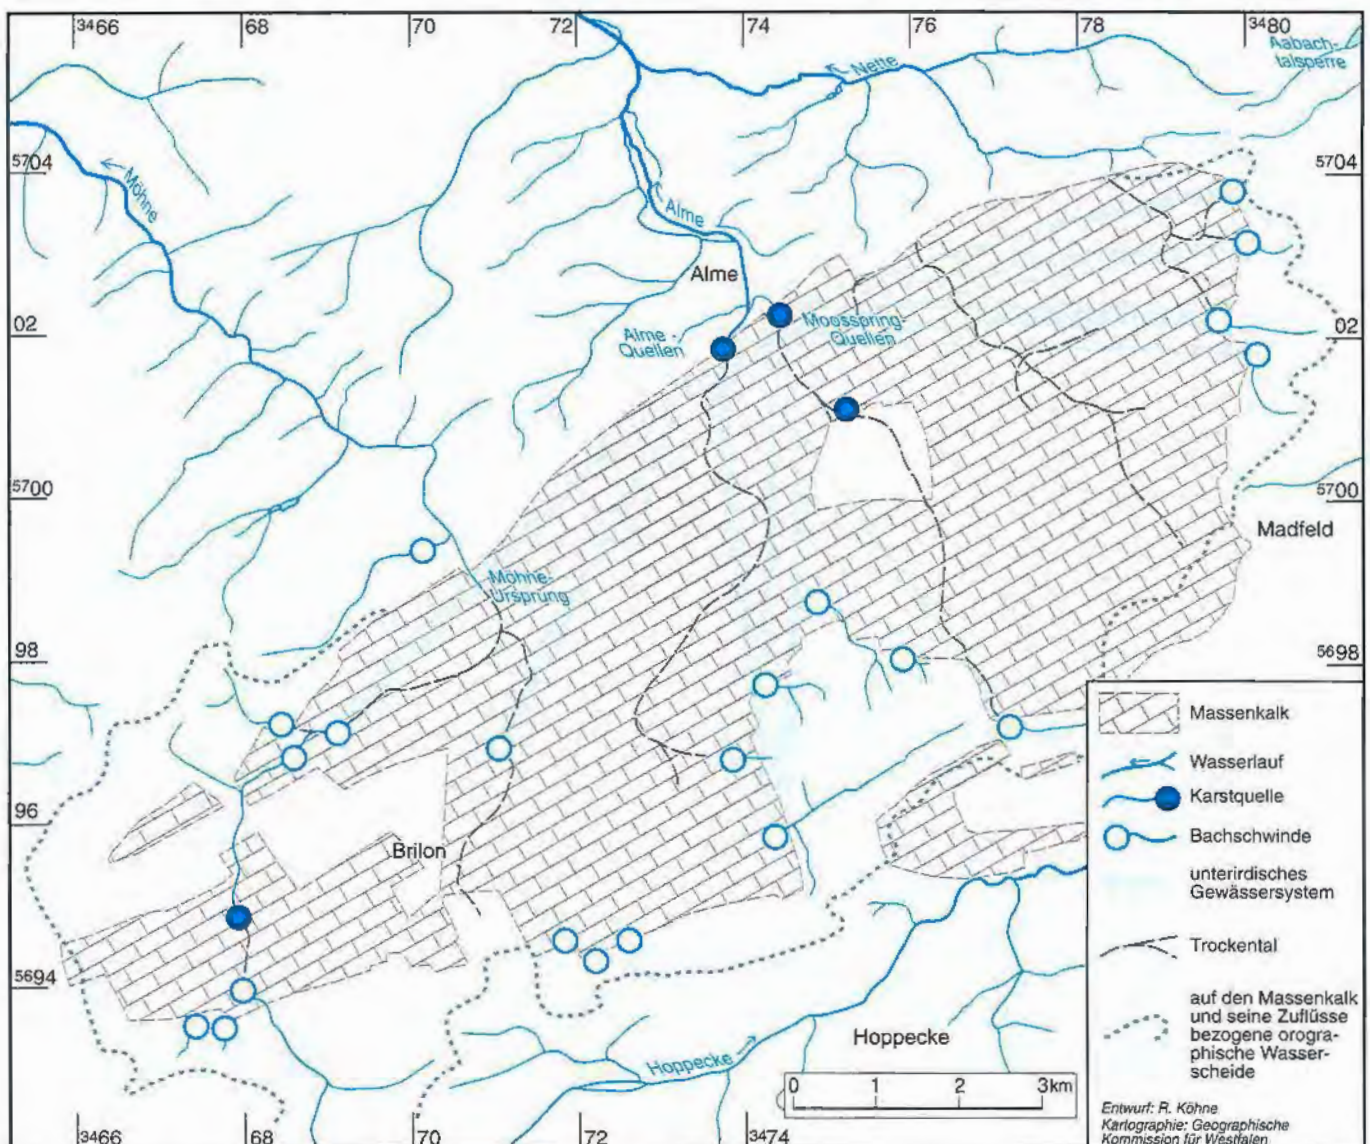 3466 68 70 72 74 76 78 3480
Aabach-
talsperre
Nette
5704 5704
Möhne
Alme
Alme
02 02
Alme-
Quellen
Moosspring-
Quellen
5700 5700
Madfeld
Möhne-
Ursprung
98 5698
96
Brilon
5694
Hoppecke
Hoppecke
Massenkalk
Wasserlauf
Karstquelle
Bachschwinde
unterirdisches
Gewässersystem
Trockental
auf den Massenkalk
und seine Zuflüsse
bezogene orogra-
phische Wasser-
scheide
0 1 2 3km
Entwurf: R. Köhne
Kartographie: Geographische
Kommission für Westfalen
3466 68 70 72 3474